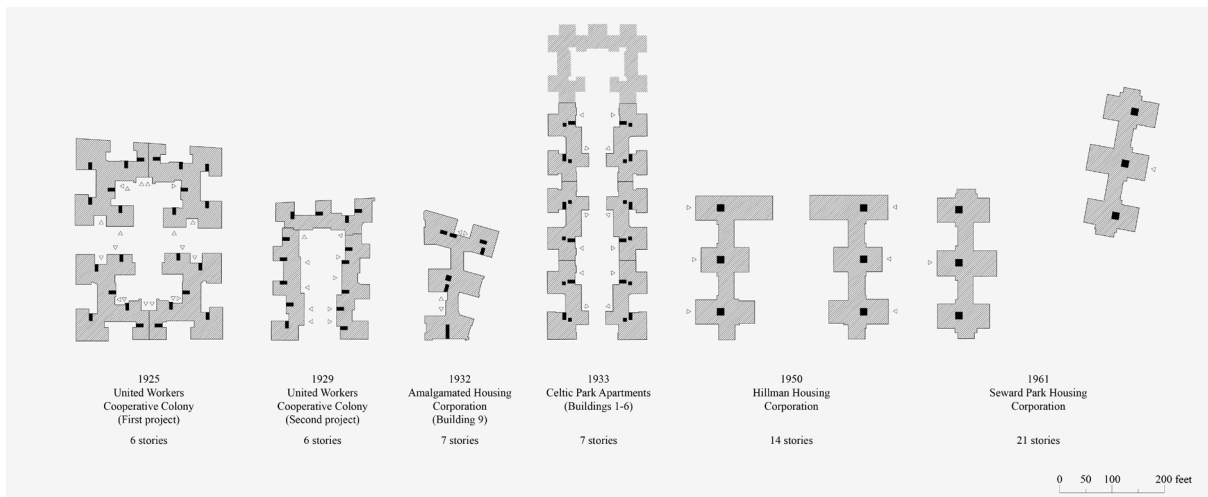 1925
United Workers
Cooperative Colony
(First project)
6 stories
1929
United Workers
Cooperative Colony
(Second project)
6 stories
1932
Amalgamated Housing
Corporation
(Building 9)
7 stories
1933
Celtic Park Apartments
(Buildings 1-6)
7 stories
1950
Hillman Housing
Corporation
14 stories
1961
Seward Park Housing
Corporation
21 stories
0 50 100 200 feet